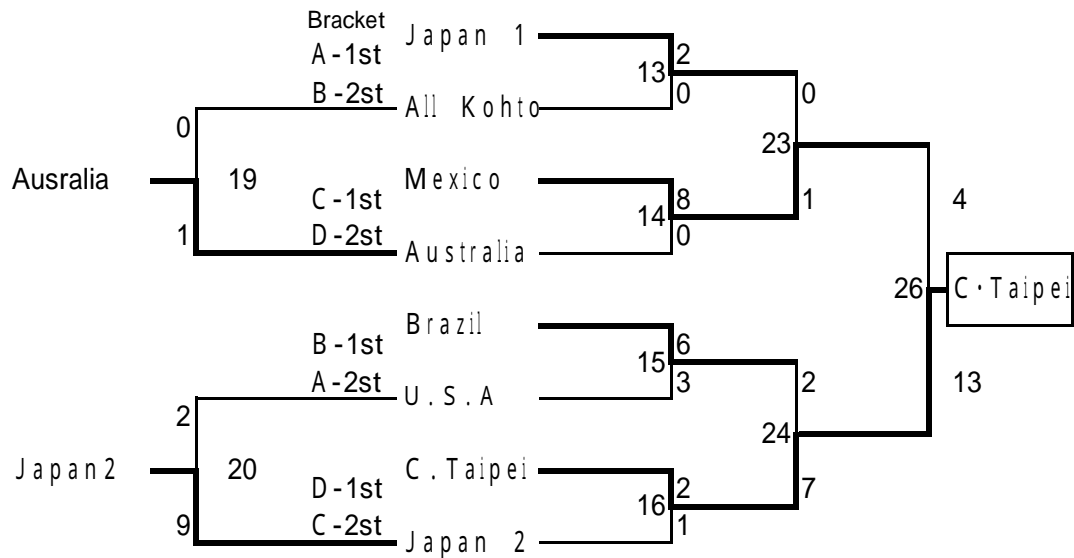 Bracket
A-1st Japan 1 2
13
B-2st All Kohto 0 0
0
23
Ausralia 19 Mexico 8 1 4
C-1st
14
1 D-2st Australia 0
26 C・Taipei
Brazil 6
B-1st
15
A-2st 3 2 13
2 U.S.A
24
Japan2 20 C.Taipei 2 7
D-1st
16
9 C-2st 1
Japan 2